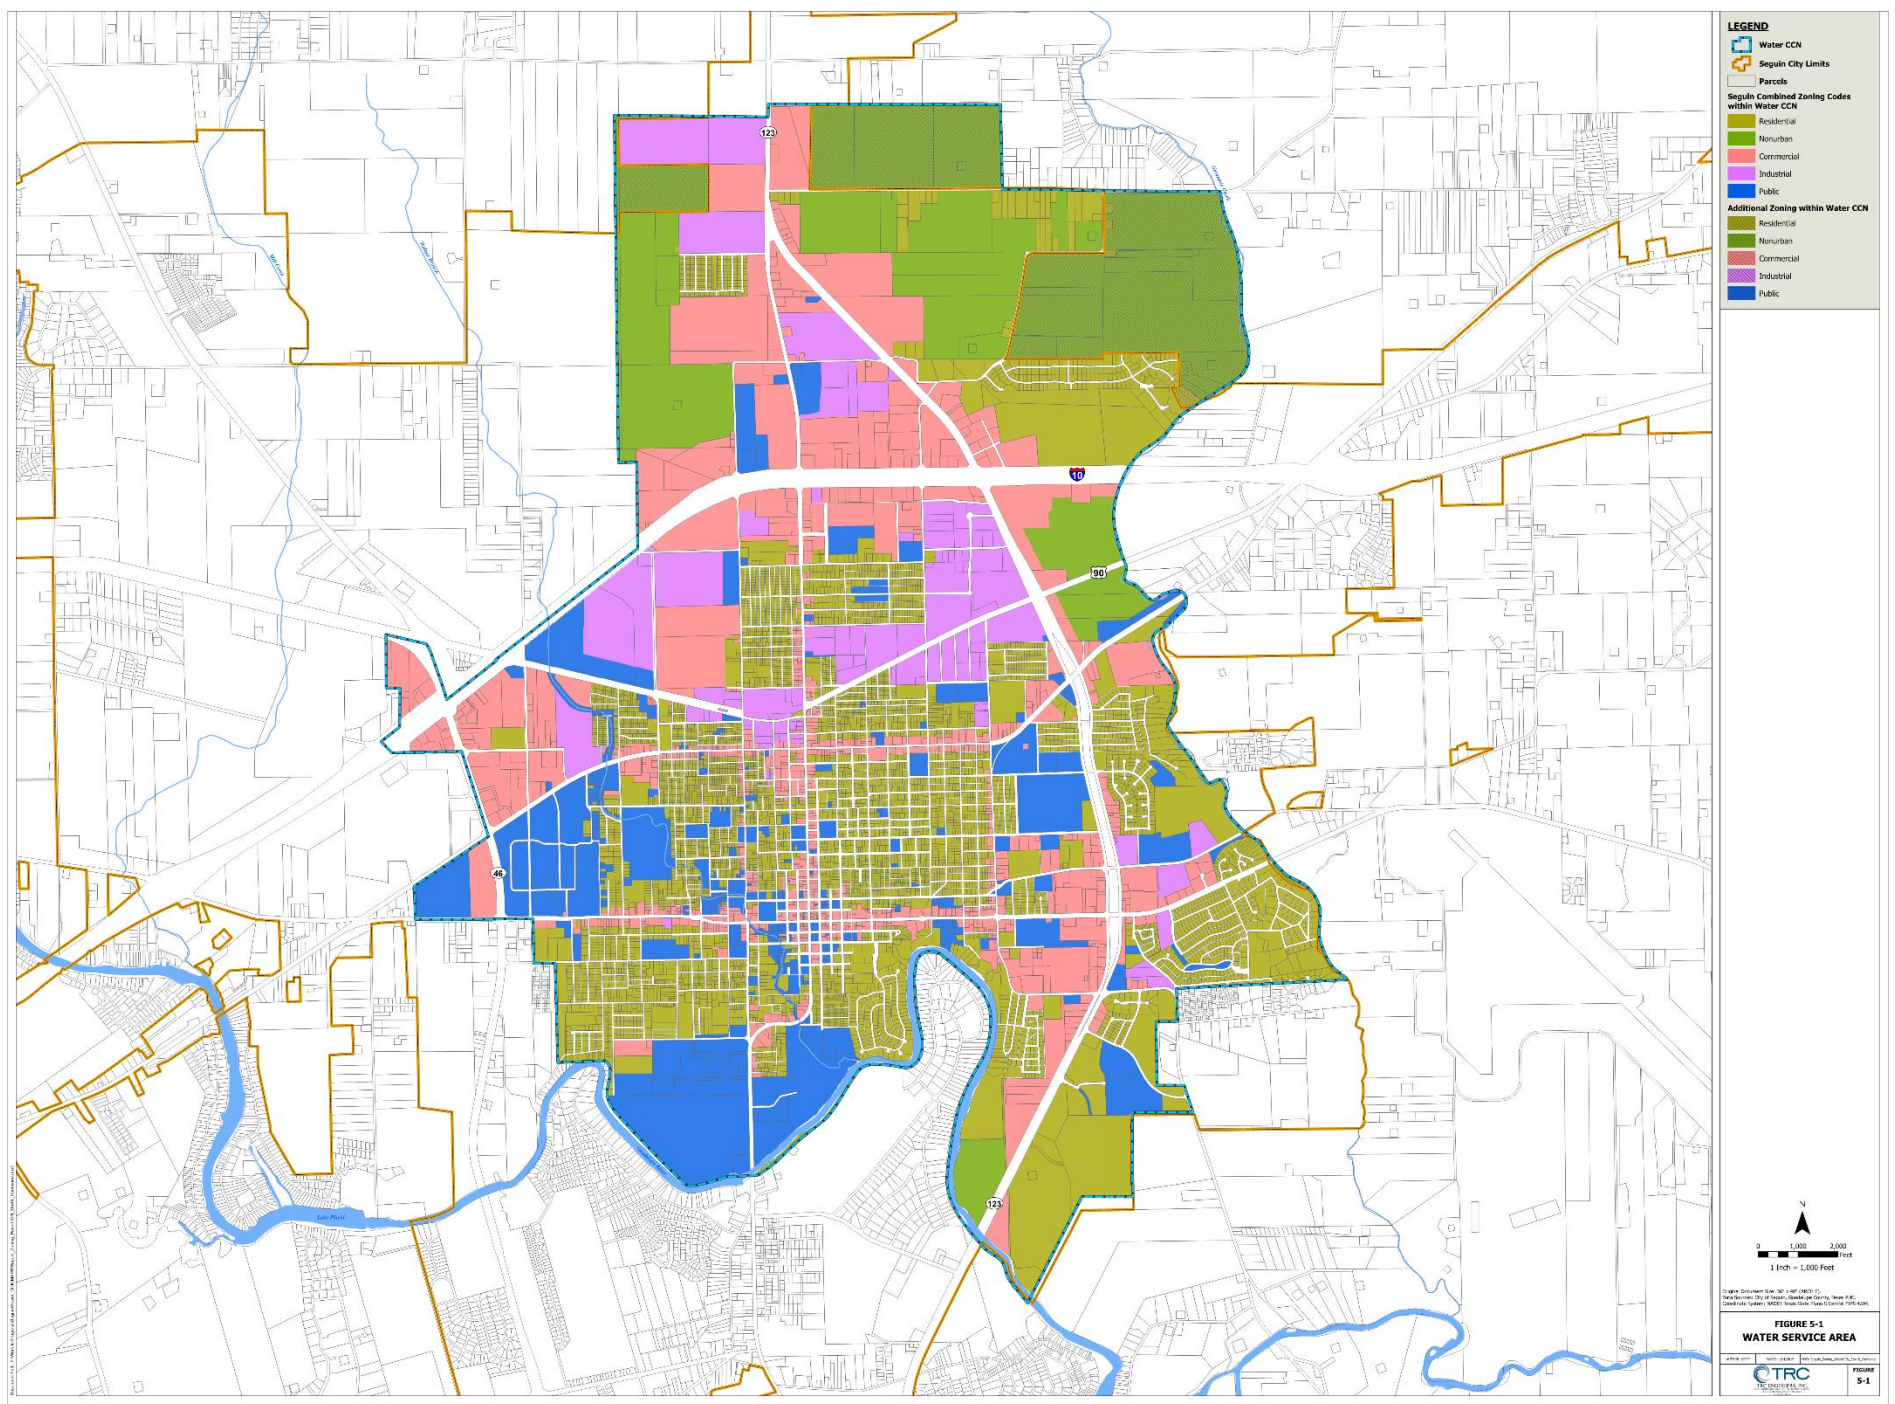 LEGEND
Water CCN
Seguin City Limits
Parcels
Seguin Combined Zoning Codes
within Water CCN
Residential
Nonurban
Commercial
Industrial
Public
Additional Zoning within Water CCN
Residential
Nonurban
Commercial
Industrial
Public
123
10
90
46
123
Lake Placid
N
0 1,000 2,000
Feet
1 Inch = 1,000 Feet
FIGURE 5-1
WATER SERVICE AREA
TRC
FIGURE
5-1